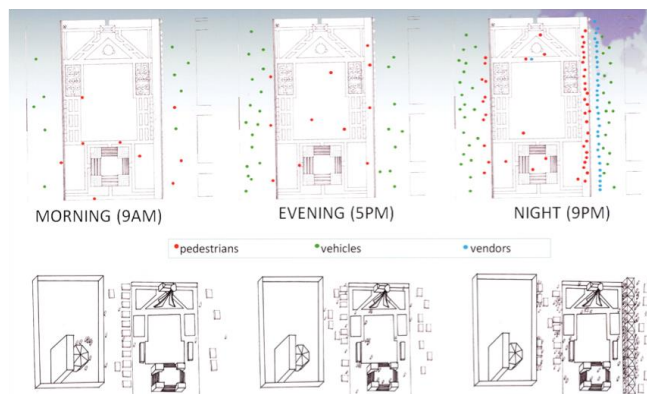 MORNING (9AM)
EVENING (5PM)
NIGHT (9PM)
pedestrians
vehicles
vendors